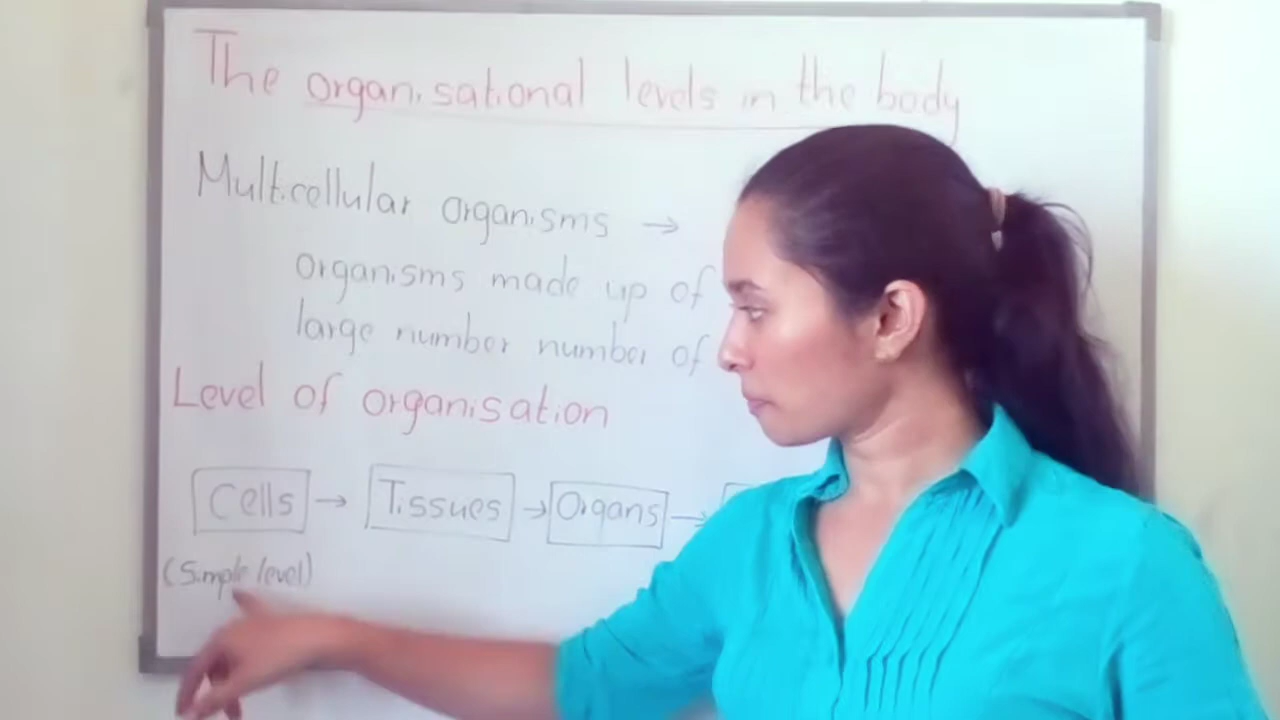 The organisational levels in the body
Multicellular organisms →
organisms made up of
large number number of
Level of organisation
Cells → Tissues → Organs →
(Simple level)